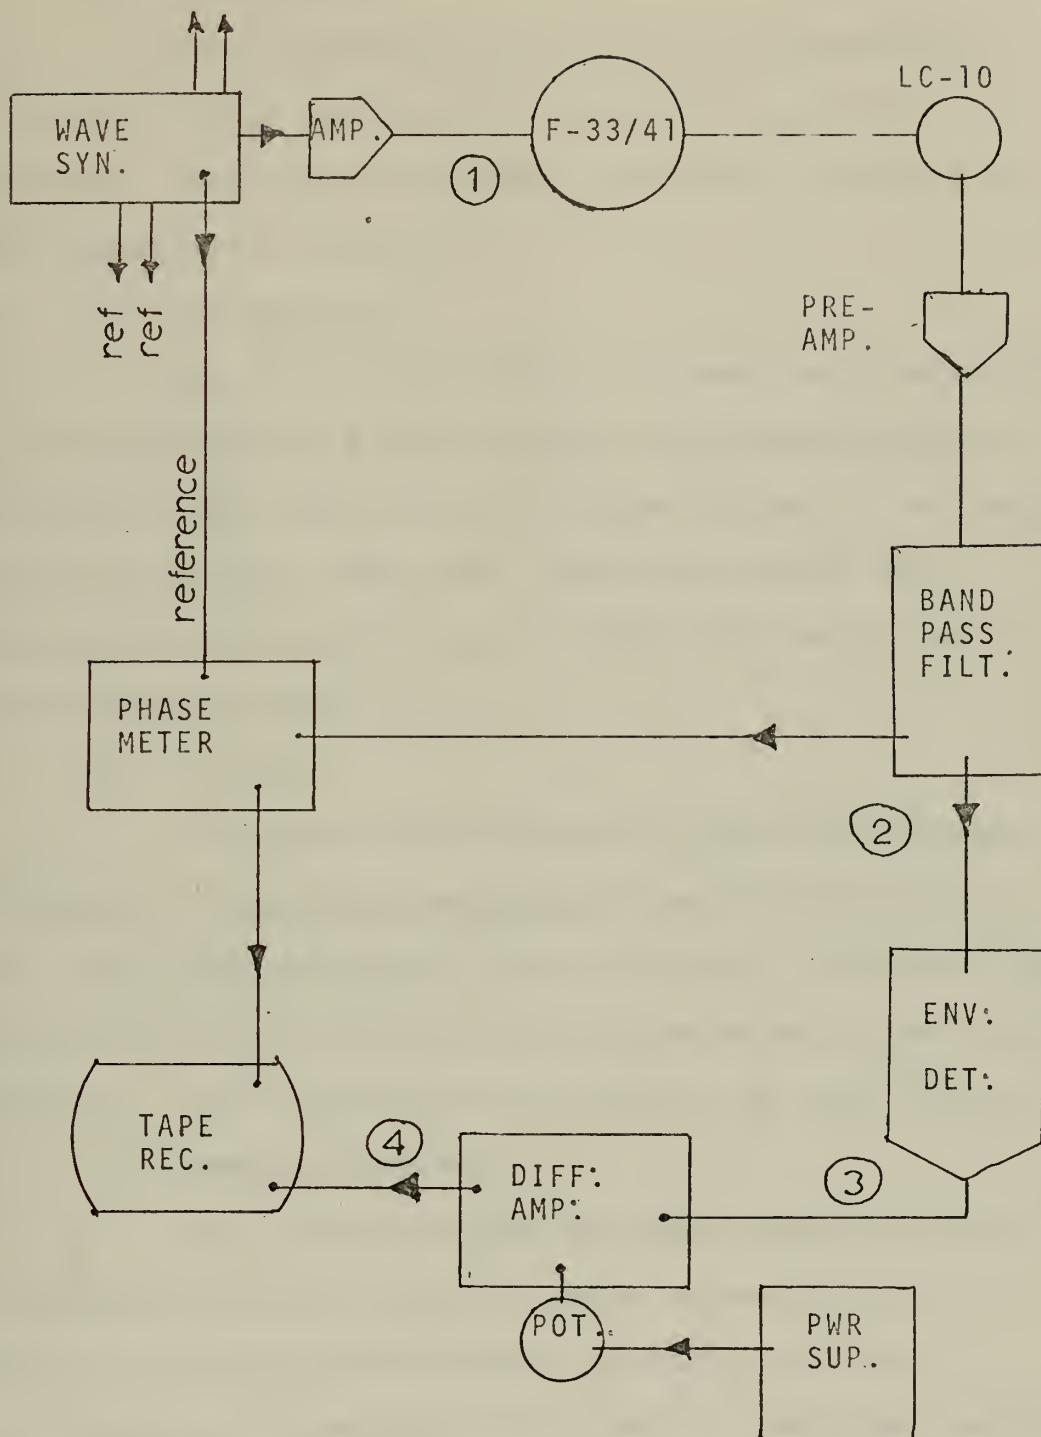 LC-10
WAVE
SYN.
AMP.
F-33/41
1
PRE-
AMP.
ref
ref
reference
BAND
PASS
FILT.
PHASE
METER
2
ENV.
DET.
TAPE
REC.
4
DIFF.
AMP.
3
POT.
PWR
SUP.